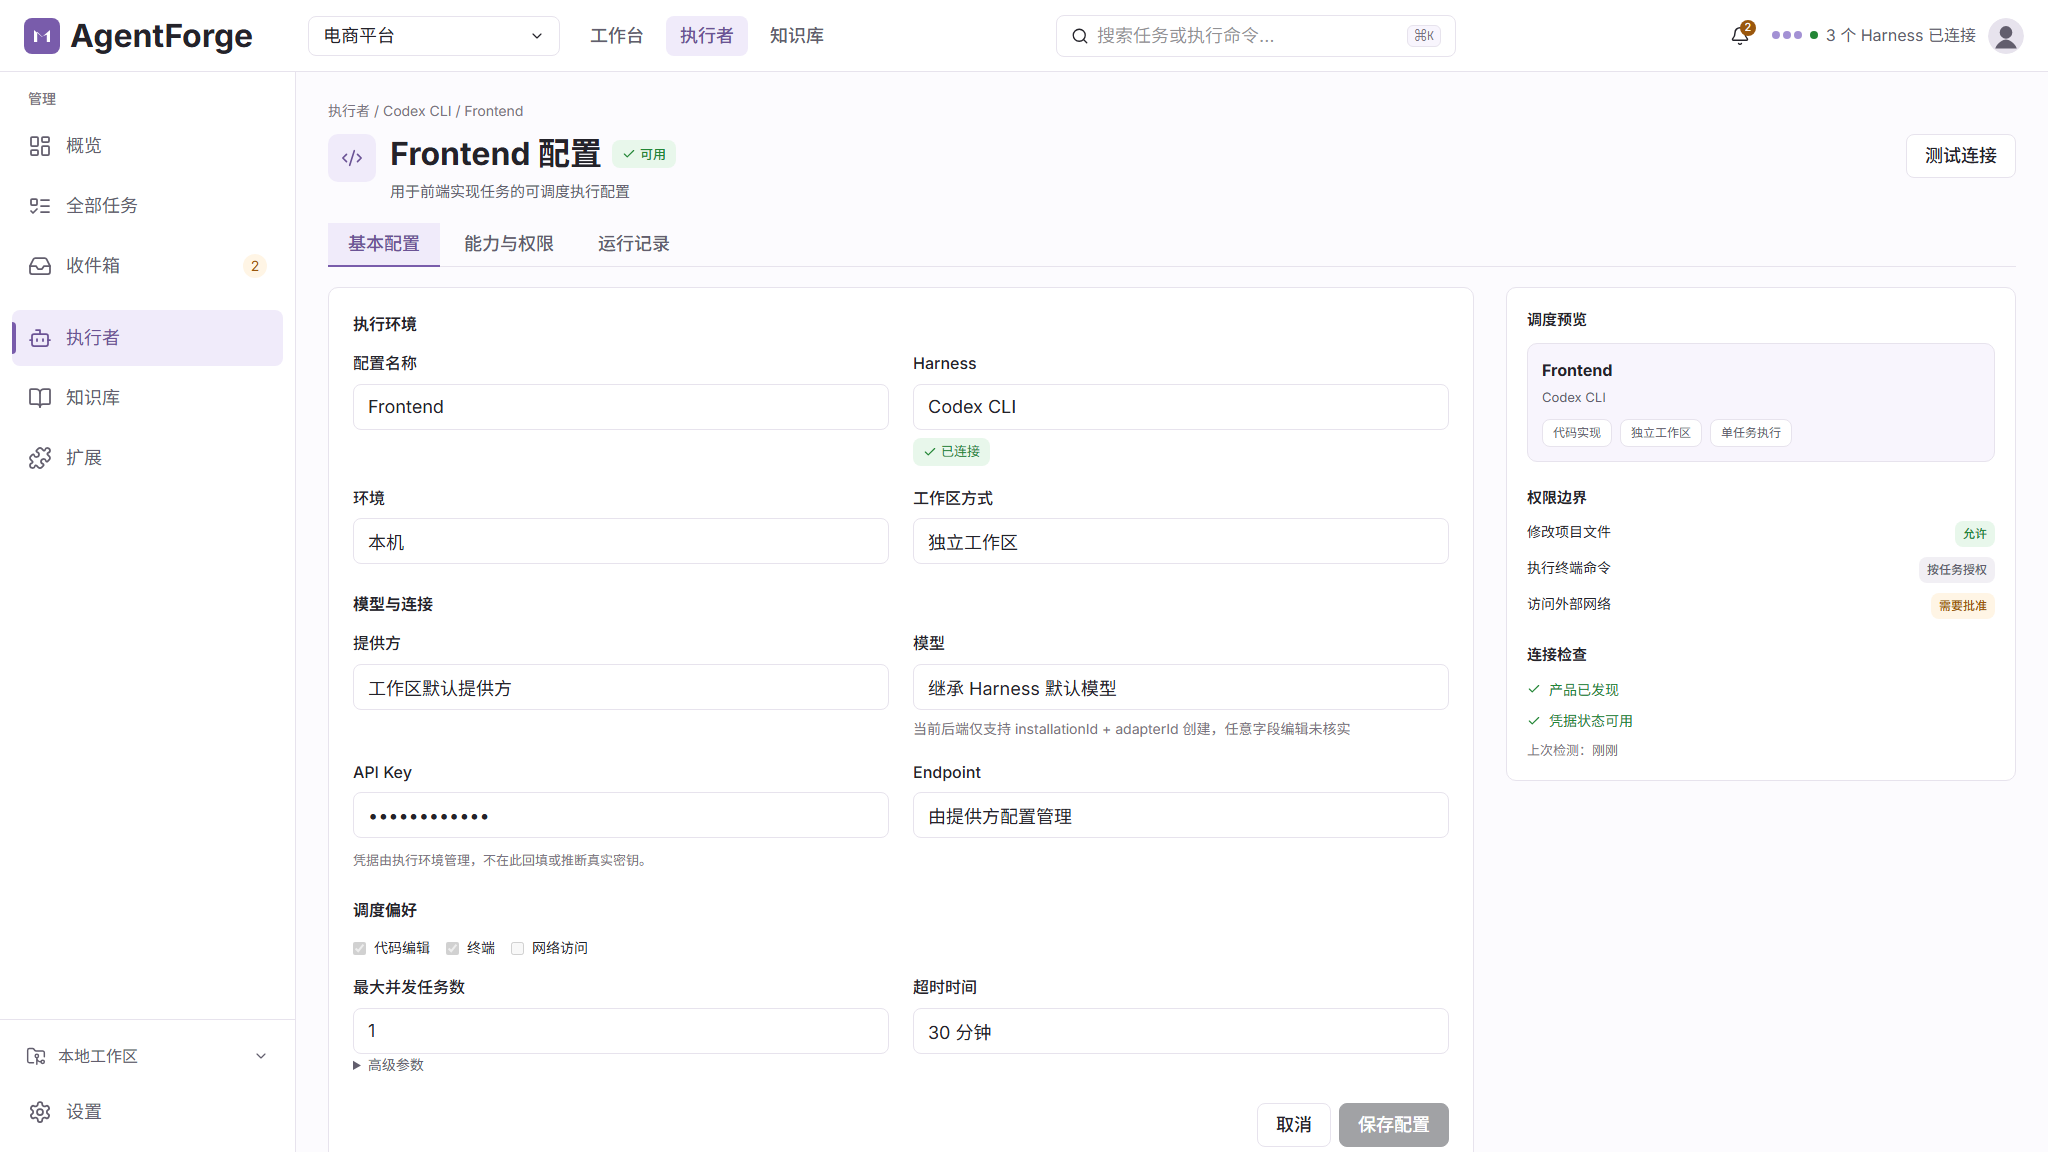 AgentForge
电商平台
工作台
执行者
知识库
搜索任务或执行命令...
⌘K
2
3 个 Harness 已连接
管理
概览
全部任务
收件箱
2
执行者
知识库
扩展
本地工作区
设置
执行者 / Codex CLI / Frontend
Frontend 配置
可用
用于前端实现任务的可调度执行配置
测试连接
基本配置
能力与权限
运行记录
执行环境
配置名称
Harness
Frontend
Codex CLI
已连接
环境
工作区方式
本机
独立工作区
模型与连接
提供方
模型
工作区默认提供方
继承 Harness 默认模型
当前后端仅支持 installationId + adapterId 创建，任意字段编辑未核实
API Key
Endpoint
••••••••••••
由提供方配置管理
凭据由执行环境管理，不在此回填或推断真实密钥。
调度偏好
代码编辑
终端
网络访问
最大并发任务数
超时时间
1
30 分钟
高级参数
取消
保存配置
调度预览
Frontend
Codex CLI
代码实现
独立工作区
单任务执行
权限边界
修改项目文件
允许
执行终端命令
按任务授权
访问外部网络
需要批准
连接检查
产品已发现
凭据状态可用
上次检测：刚刚